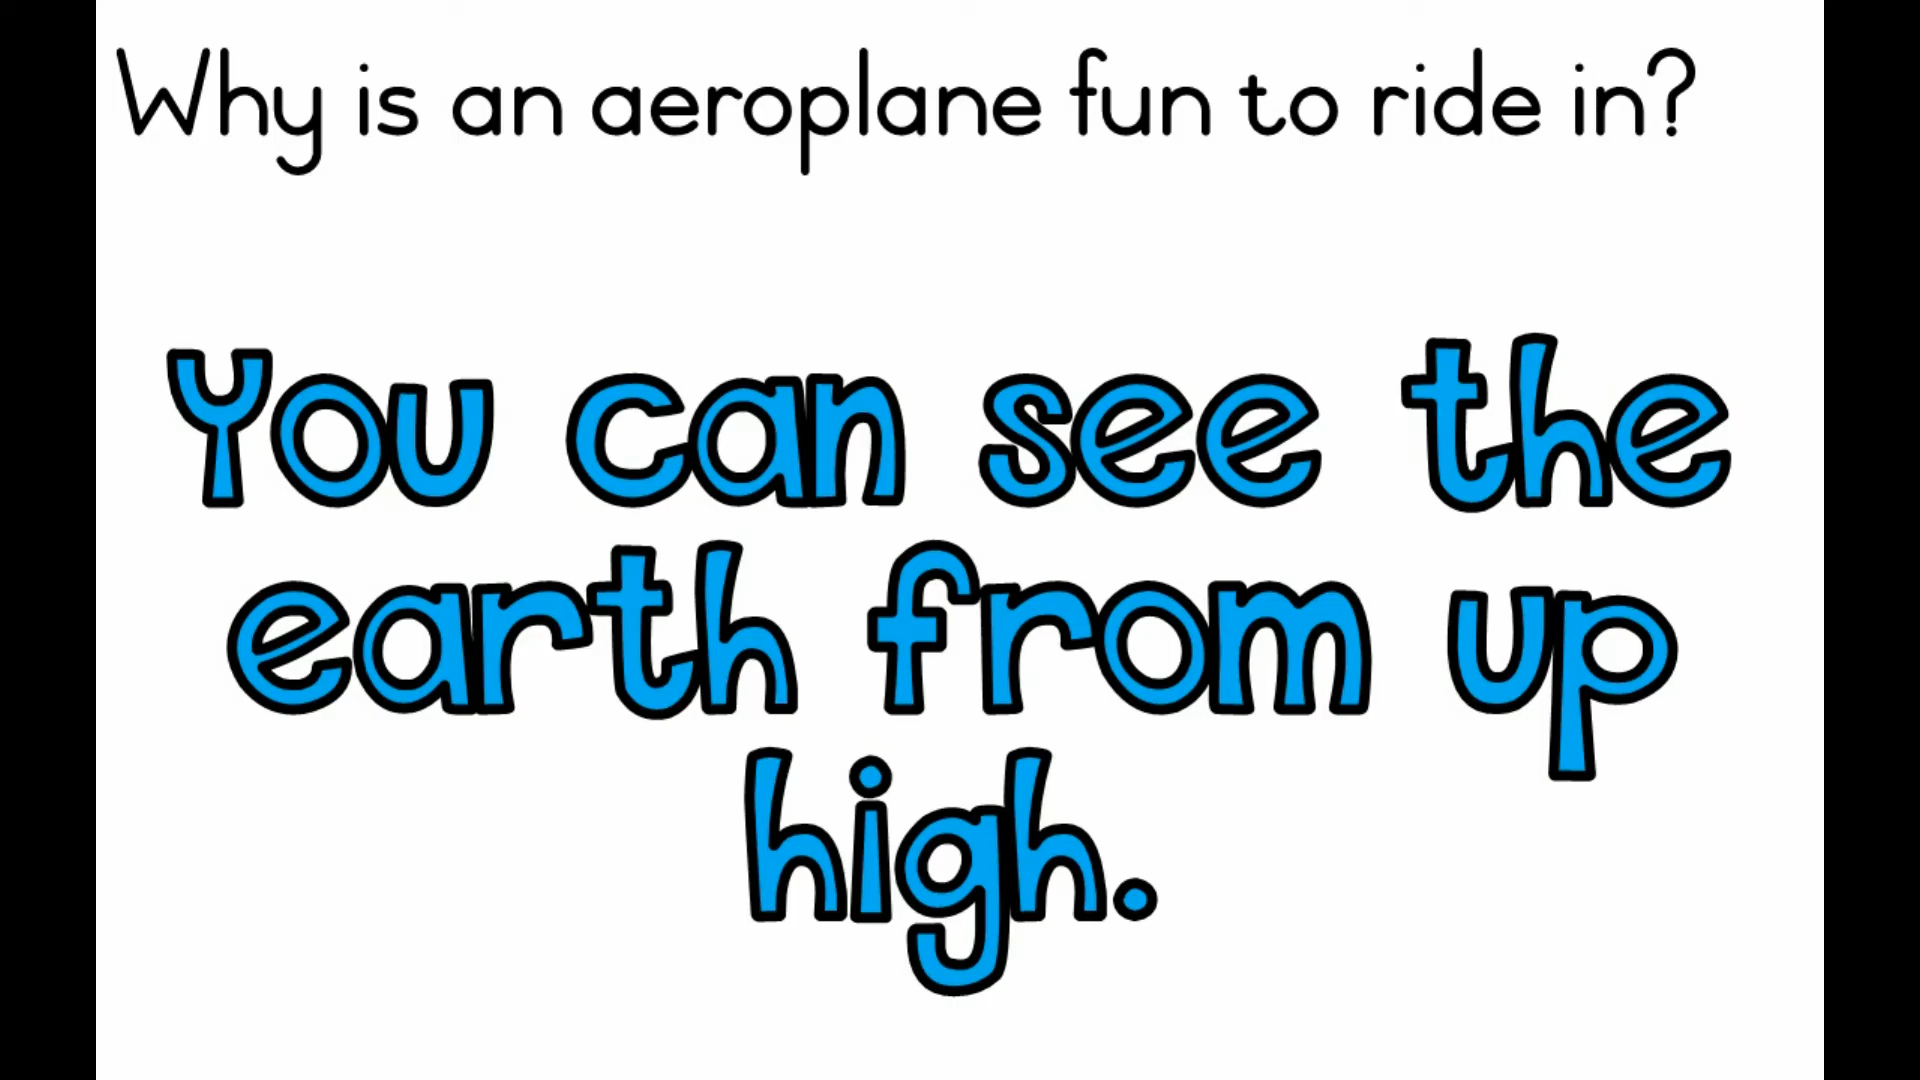 Why is an aeroplane fun to ride in?
You can see the
earth from up
high.